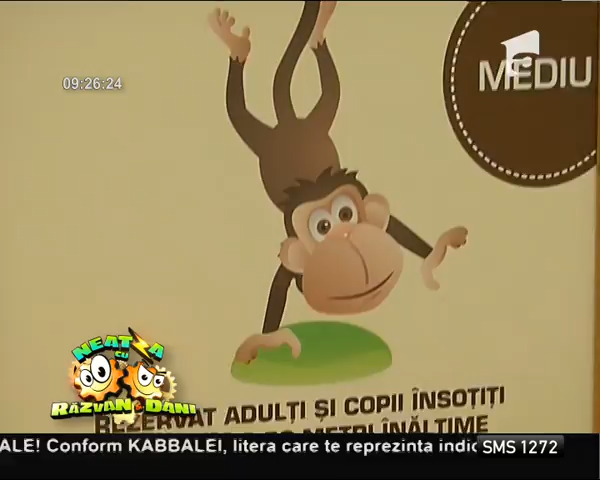 MEDIU
09:26:24
NEATZA
CU
RĂZVAN & DANI
REZERVAT ADULȚI ȘI COPII ÎNSOȚIȚI
METRI ÎNĂLȚIME
ALE! Conform KABBALEI, litera care te reprezinta indic
SMS 1272